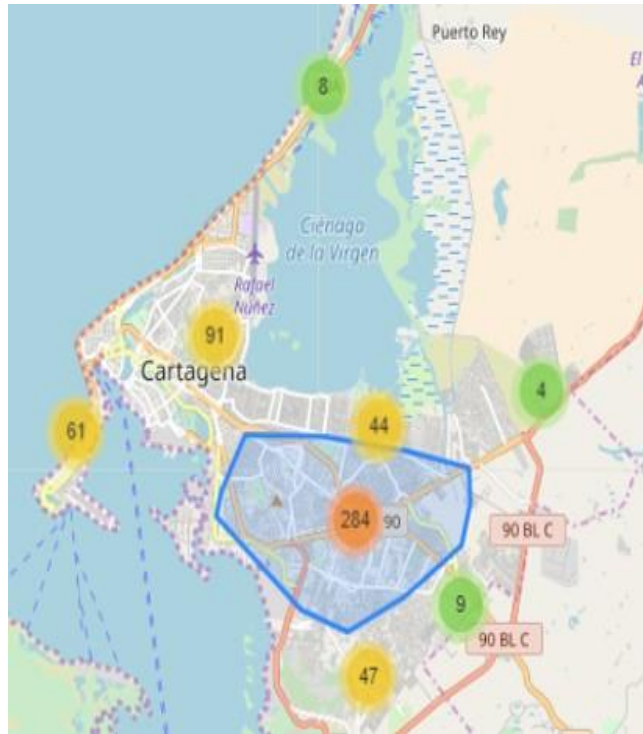 Puerto Rey
8
El
Ciénaga
de la Virgen
Rafael
Núñez
91
Cartagena
4
61
44
284
90
90 BL C
9
90 BL C
47